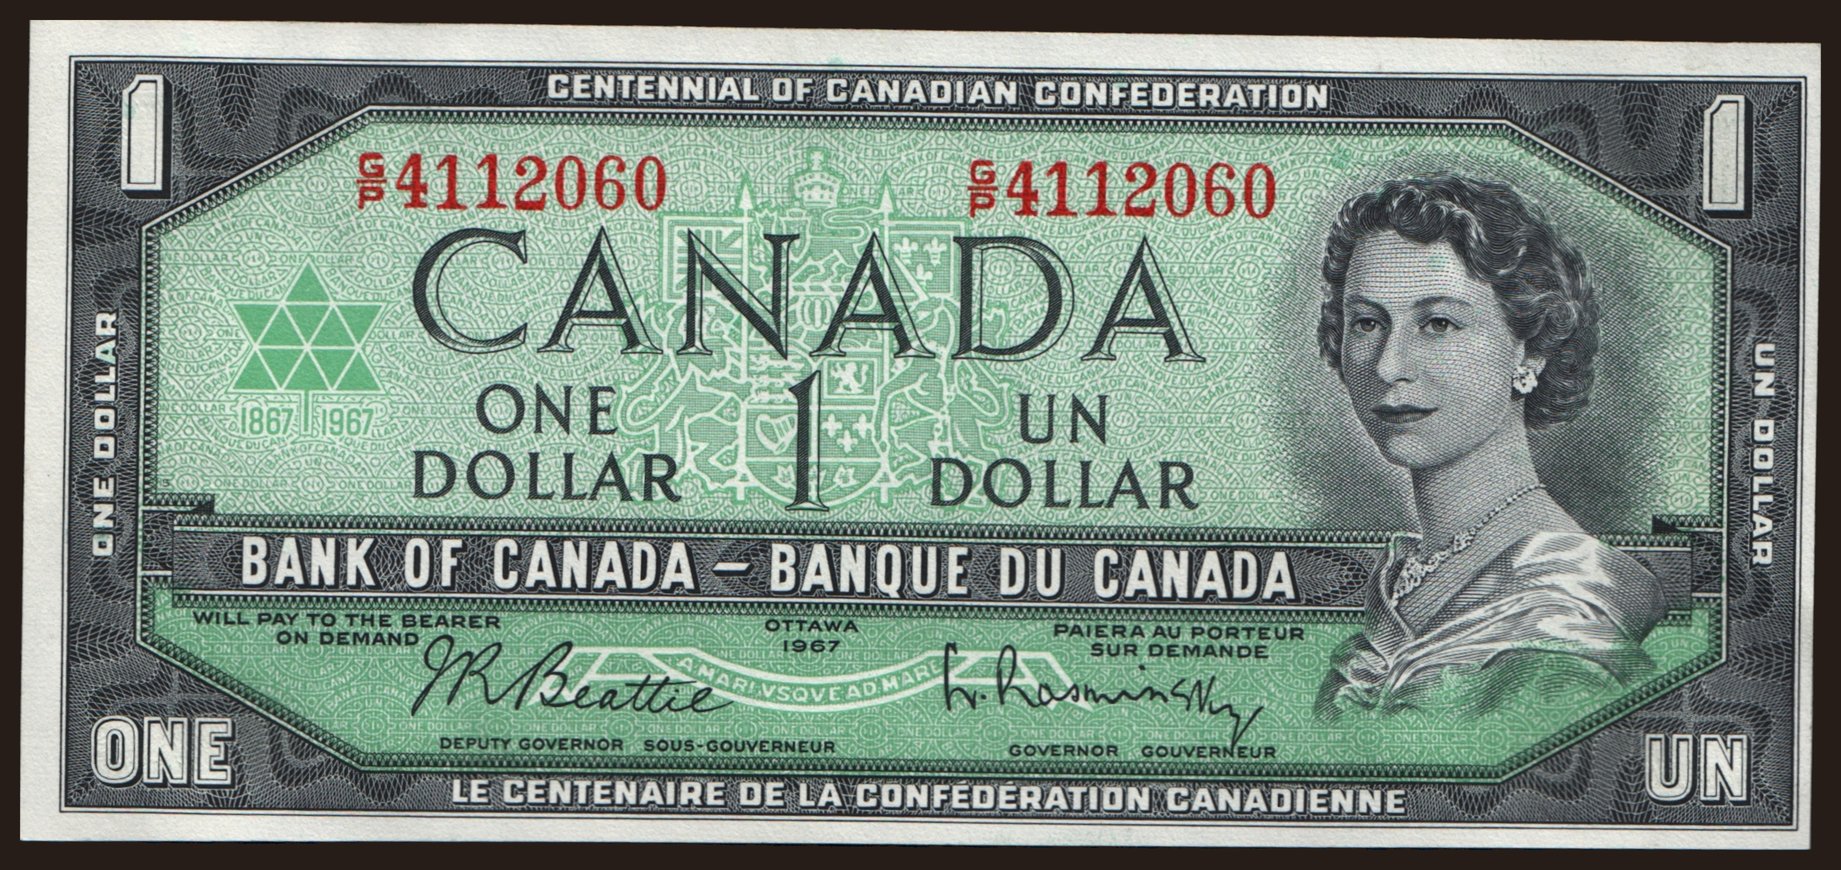 CENTENNIAL OF CANADIAN CONFEDERATION
1 1
G/P 4112060 G/P 4112060
CANADA
1867 1967
ONE DOLLAR 1 UN DOLLAR
ONE DOLLAR
UN DOLLAR
BANK OF CANADA – BANQUE DU CANADA
WILL PAY TO THE BEARER
ON DEMAND
OTTAWA
1967
PAIERA AU PORTEUR
SUR DEMANDE
A MARI VSQVE AD MARE
JR Beattie
L. Rasminsky
DEPUTY GOVERNOR SOUS-GOUVERNEUR
GOVERNOR GOUVERNEUR
ONE
UN
LE CENTENAIRE DE LA CONFÉDÉRATION CANADIENNE